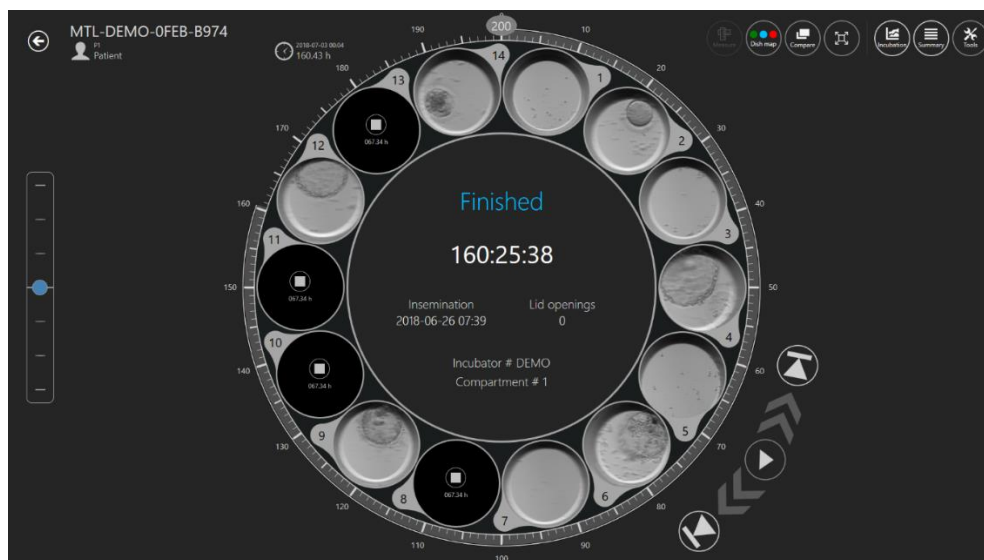 MTL-DEMO-0FEB-B974
P1
Patient
2018-07-03 00:04
160.43 h
Measure
Dish map
Compare
Incubation
Summary
Tools
200
10
20
30
40
50
60
70
80
90
100
110
120
130
140
150
160
170
180
190
1
2
3
4
5
6
7
8
067.34 h
9
10
067.34 h
11
067.34 h
12
13
067.34 h
14
Finished
160:25:38
Insemination
2018-06-26 07:39
Lid openings
0
Incubator # DEMO
Compartment # 1